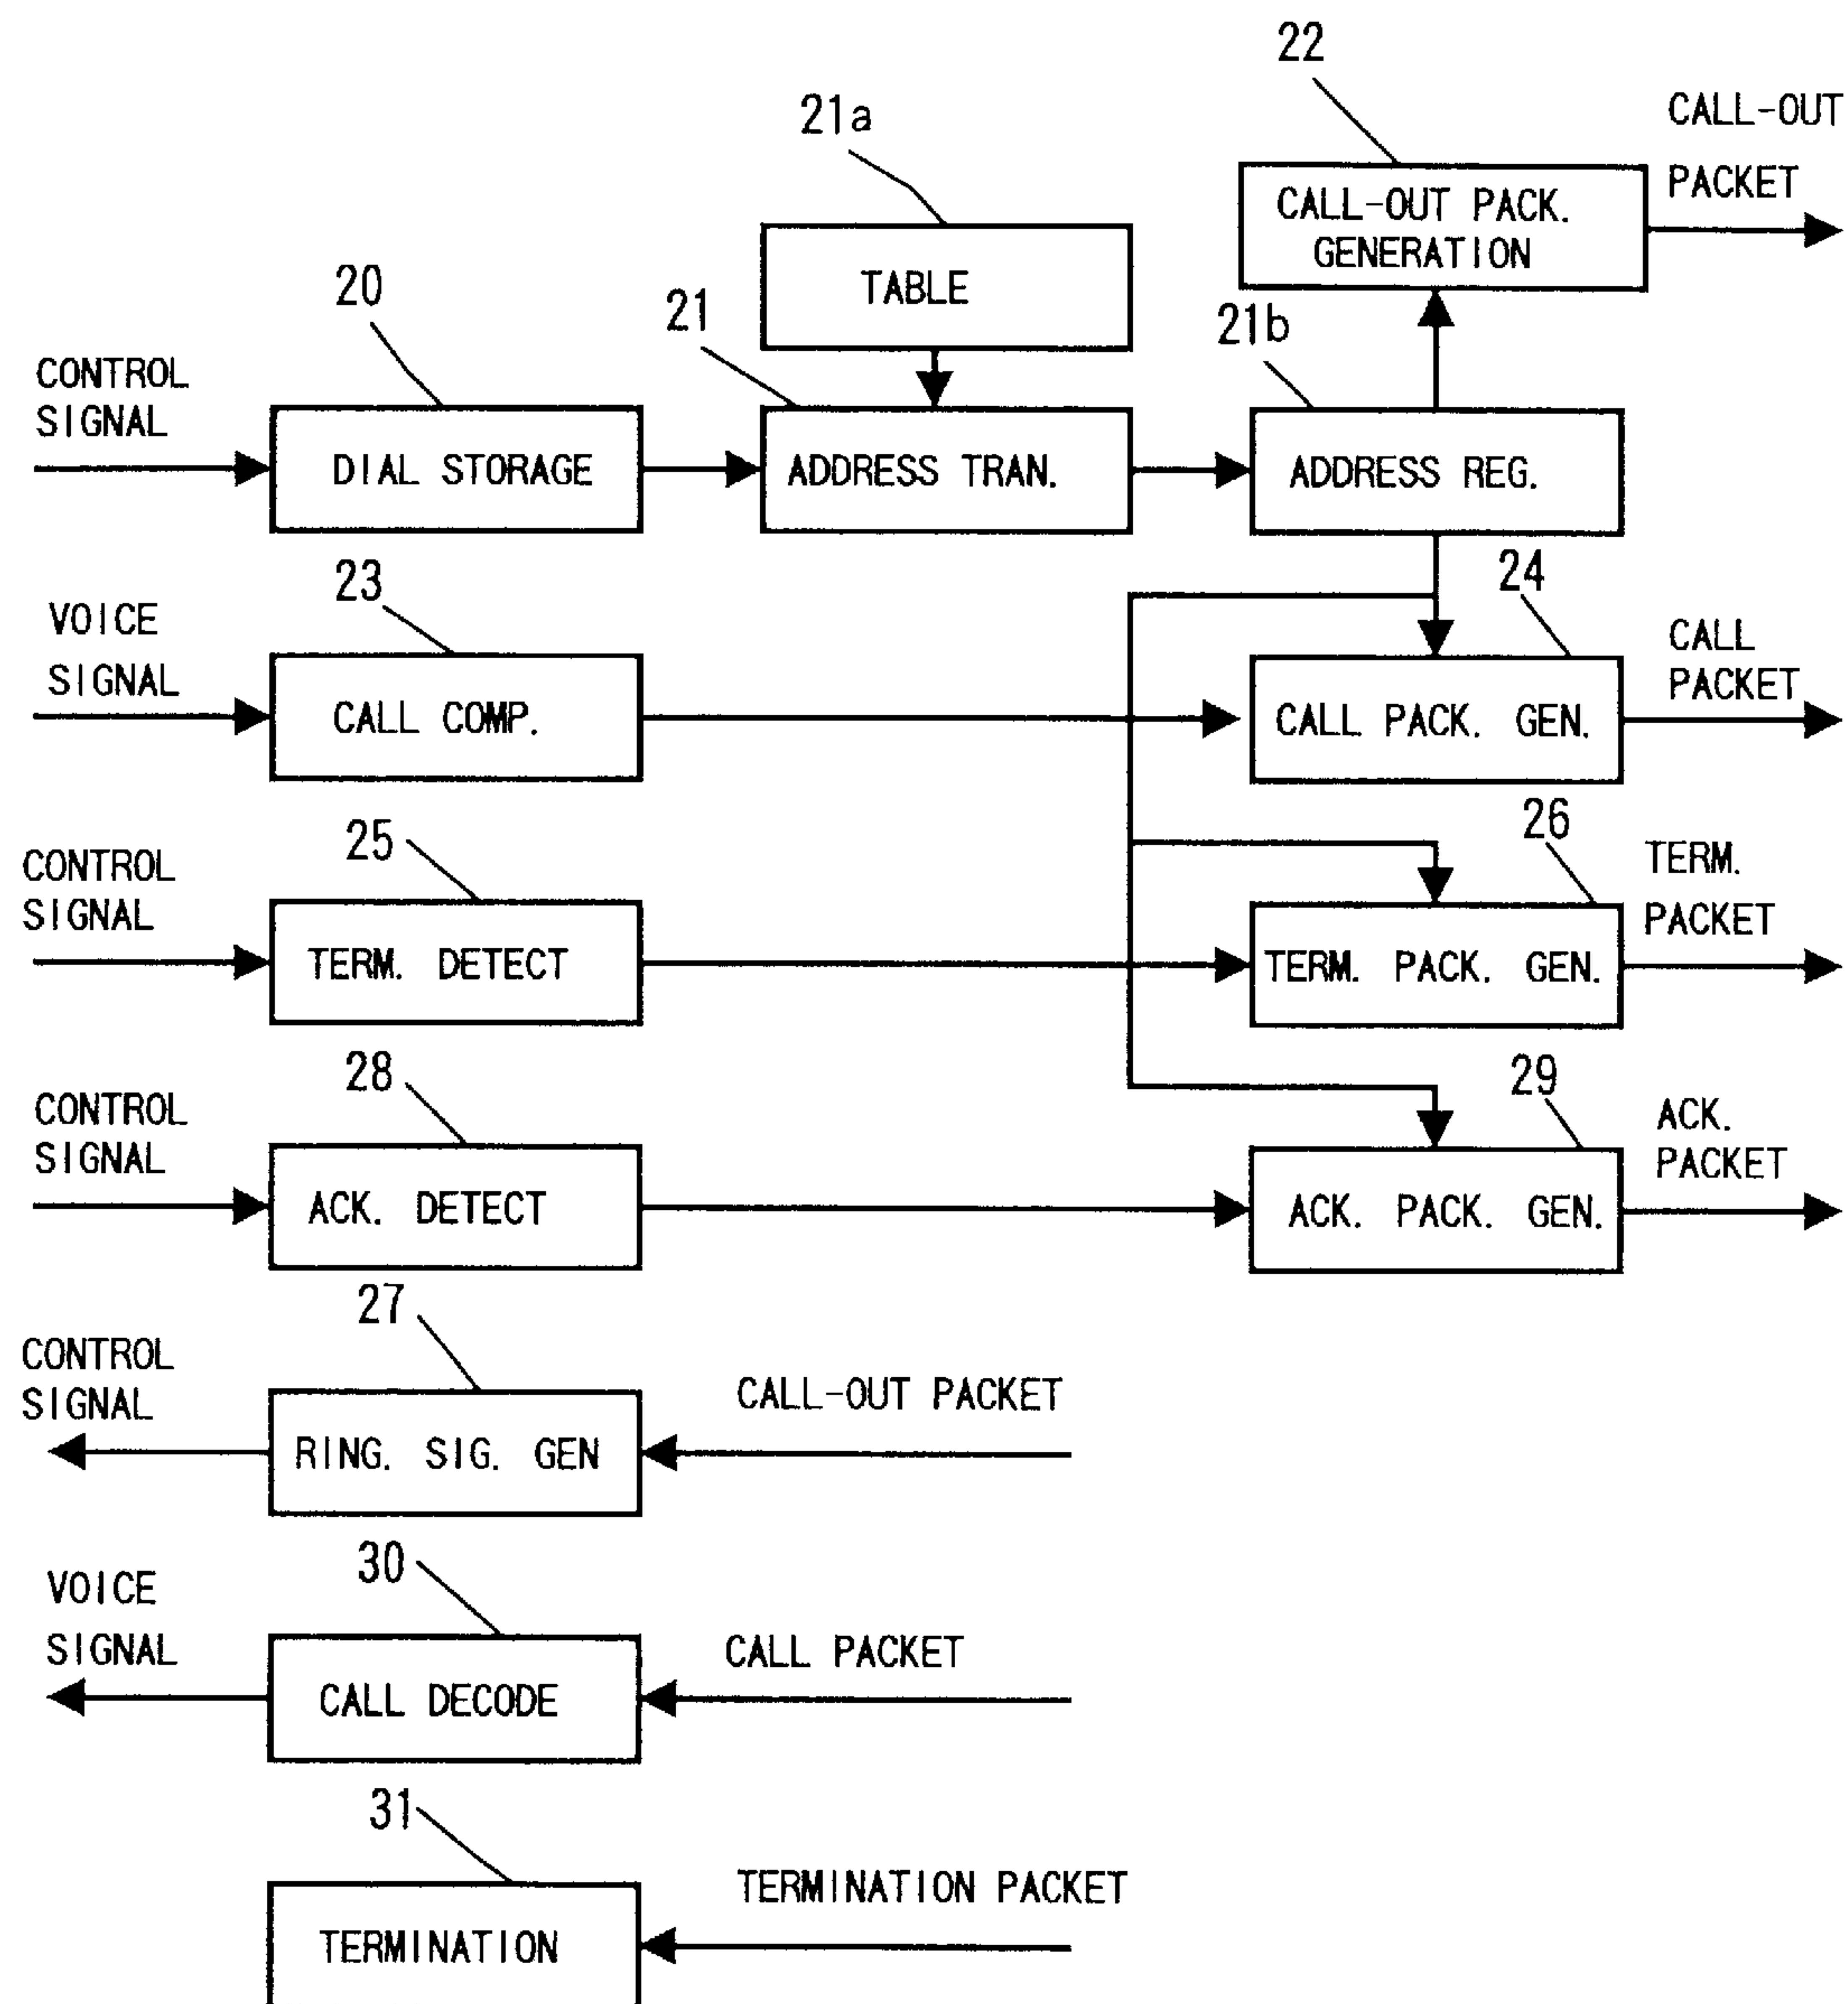 22
CALL-OUT
PACKET
21a
CALL-OUT PACK.
GENERATION
TABLE
20
21
21b
CONTROL
SIGNAL
DIAL STORAGE
ADDRESS TRAN.
ADDRESS REG.
23
24
VOICE
SIGNAL
CALL COMP.
CALL PACK. GEN.
CALL
PACKET
25
26
CONTROL
SIGNAL
TERM. DETECT
TERM. PACK. GEN.
TERM.
PACKET
28
29
CONTROL
SIGNAL
ACK. DETECT
ACK. PACK. GEN.
ACK.
PACKET
27
CONTROL
SIGNAL
RING. SIG. GEN
CALL-OUT PACKET
30
VOICE
SIGNAL
CALL DECODE
CALL PACKET
31
TERMINATION
TERMINATION PACKET